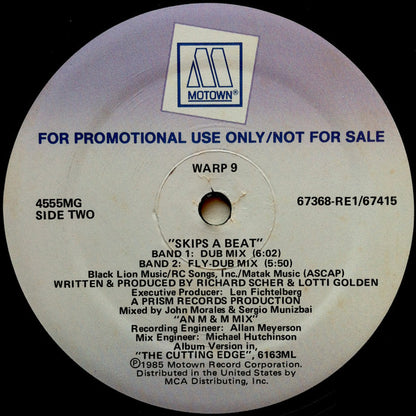 MOTOWN®
FOR PROMOTIONAL USE ONLY/NOT FOR SALE
WARP 9
4555MG
SIDE TWO
67368-RE1/67415
"SKIPS A BEAT"
BAND 1: DUB MIX (6:02)
BAND 2: FLY-DUB MIX (5:50)
Black Lion Music/RC Songs, Inc./Matak Music (ASCAP)
WRITTEN & PRODUCED BY RICHARD SCHER & LOTTI GOLDEN
Executive Producer: Len Fichtelberg
A PRISM RECORDS PRODUCTION
Mixed by John Morales & Sergio Munizbai
"AN M & M MIX"
Recording Engineer: Allan Meyerson
Mix Engineer: Michael Hutchinson
Album Version in,
"THE CUTTING EDGE", 6163ML
Ⓟ1985 Motown Record Corporation.
Distributed in the United States by
MCA Distributing, Inc.